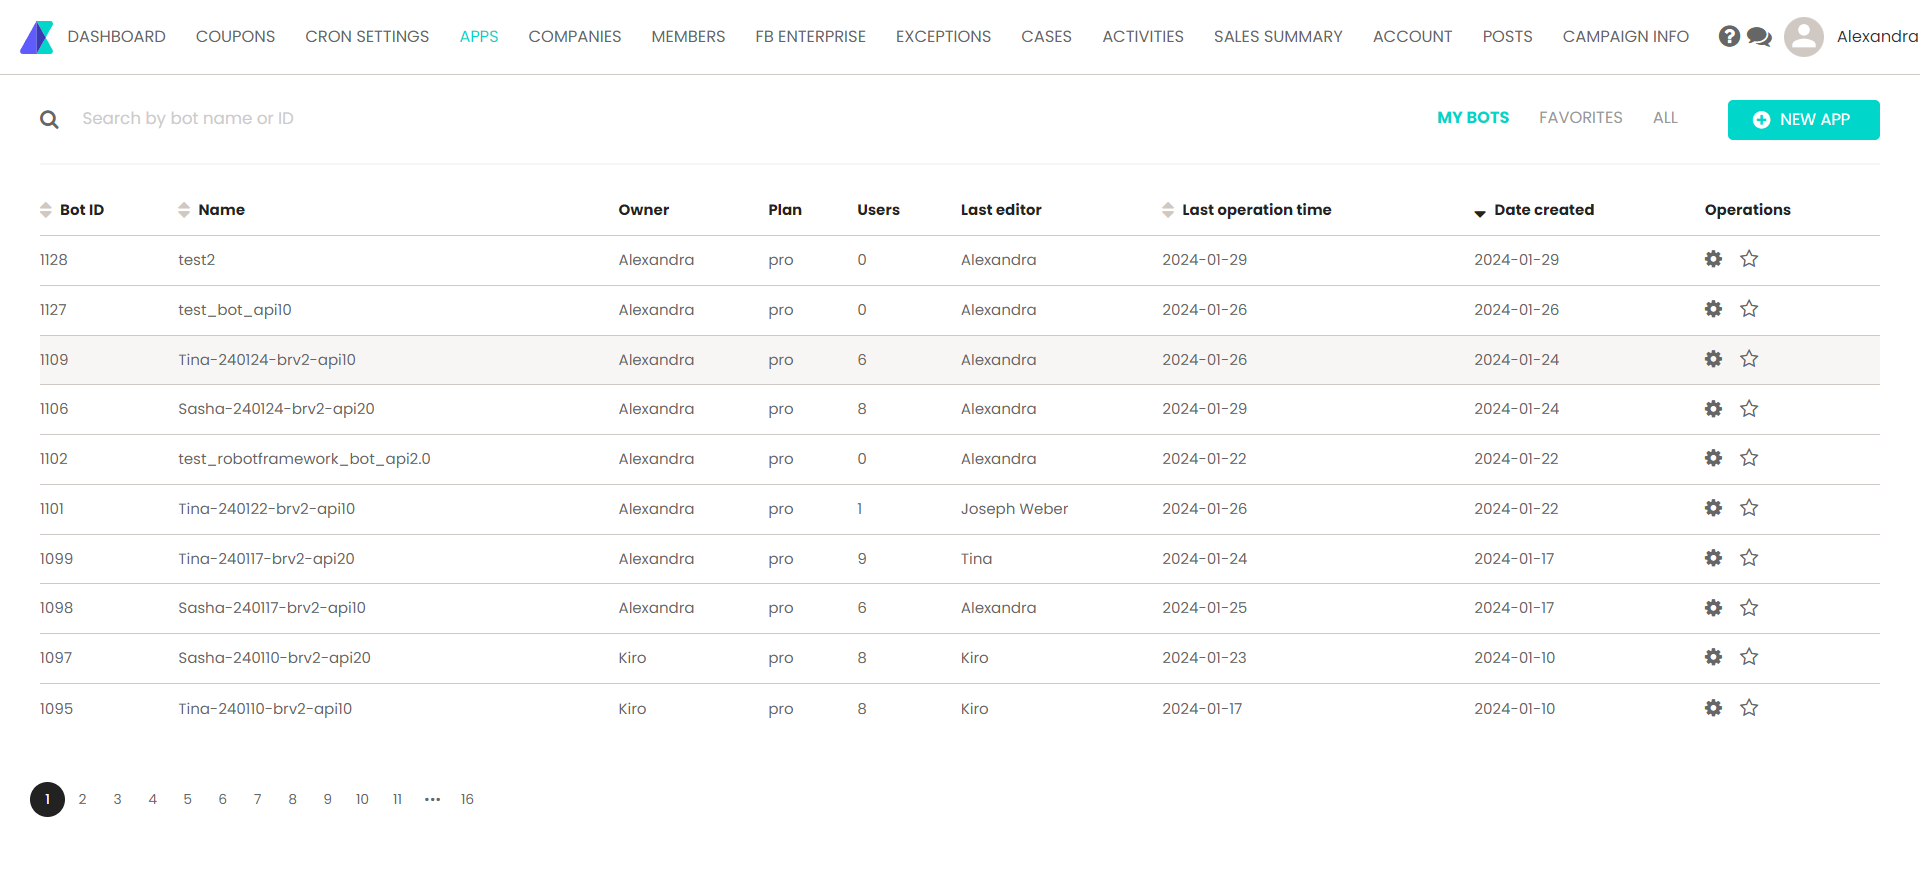 DASHBOARD COUPONS CRON SETTINGS APPS COMPANIES MEMBERS FB ENTERPRISE EXCEPTIONS CASES ACTIVITIES SALES SUMMARY ACCOUNT POSTS CAMPAIGN INFO Alexandra
Search by bot name or ID MY BOTS FAVORITES ALL NEW APP
Bot ID Name Owner Plan Users Last editor Last operation time Date created Operations
1128 test2 Alexandra pro 0 Alexandra 2024-01-29 2024-01-29
1127 test_bot_api10 Alexandra pro 0 Alexandra 2024-01-26 2024-01-26
1109 Tina-240124-brv2-api10 Alexandra pro 6 Alexandra 2024-01-26 2024-01-24
1106 Sasha-240124-brv2-api20 Alexandra pro 8 Alexandra 2024-01-29 2024-01-24
1102 test_robotframework_bot_api2.0 Alexandra pro 0 Alexandra 2024-01-22 2024-01-22
1101 Tina-240122-brv2-api10 Alexandra pro 1 Joseph Weber 2024-01-26 2024-01-22
1099 Tina-240117-brv2-api20 Alexandra pro 9 Tina 2024-01-24 2024-01-17
1098 Sasha-240117-brv2-api10 Alexandra pro 6 Alexandra 2024-01-25 2024-01-17
1097 Sasha-240110-brv2-api20 Kiro pro 8 Kiro 2024-01-23 2024-01-10
1095 Tina-240110-brv2-api10 Kiro pro 8 Kiro 2024-01-17 2024-01-10
1 2 3 4 5 6 7 8 9 10 11 ••• 16